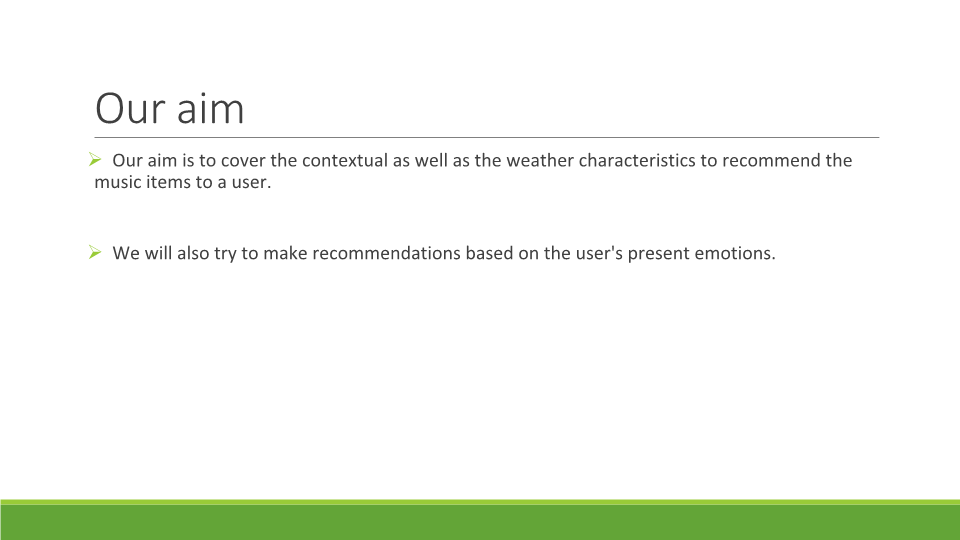 Our aim
➢ Our aim is to cover the contextual as well as the weather characteristics to recommend the
music items to a user.
➢ We will also try to make recommendations based on the user's present emotions.